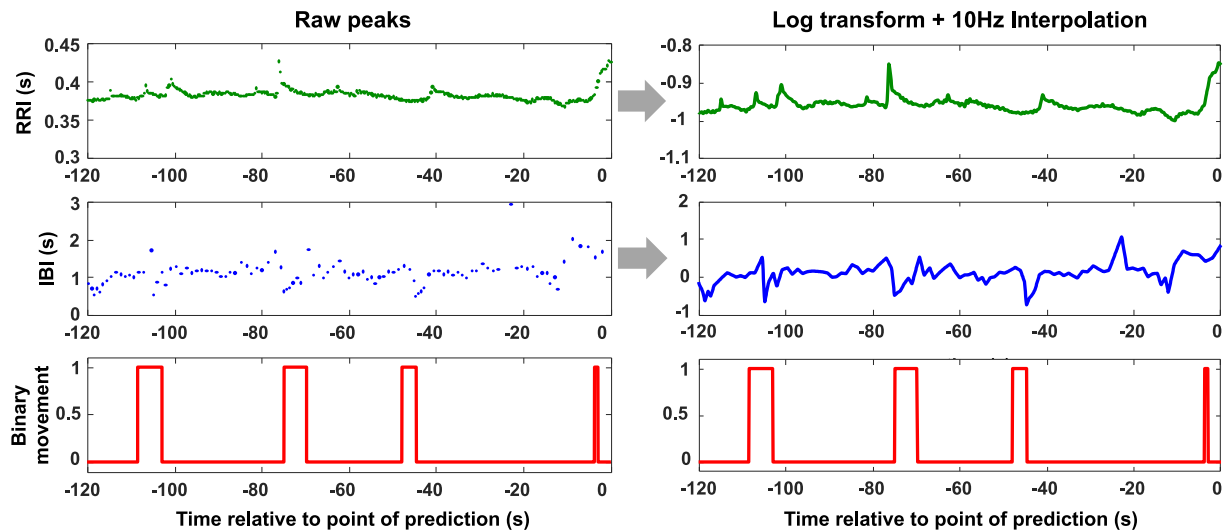 Raw peaks
Log transform + 10Hz Interpolation
RRI (s)
0.45
0.4
0.35
0.3
-120 -100 -80 -60 -40 -20 0
-0.8
-0.9
-1
-1.1
-120 -100 -80 -60 -40 -20 0
IBI (s)
3
2
1
0
-120 -100 -80 -60 -40 -20 0
2
1
0
-1
-120 -100 -80 -60 -40 -20 0
Binary
movement
1
0.5
0
-120 -100 -80 -60 -40 -20 0
Time relative to point of prediction (s)
1
0.5
0
-120 -100 -80 -60 -40 -20 0
Time relative to point of prediction (s)